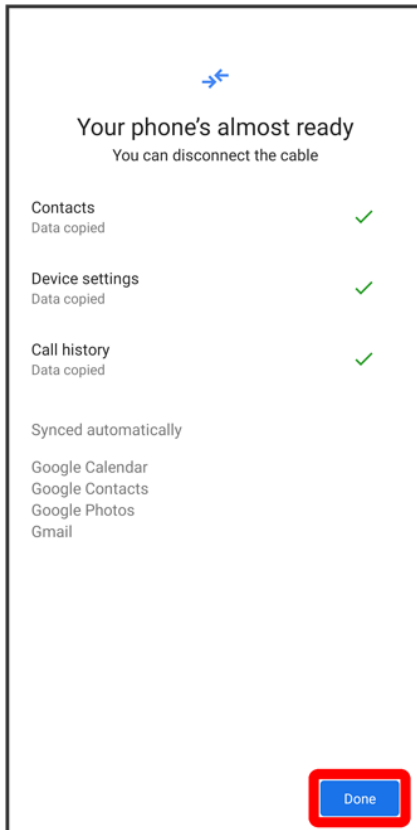 Your phone's almost ready
You can disconnect the cable
Contacts
Data copied
Device settings
Data copied
Call history
Data copied
Synced automatically
Google Calendar
Google Contacts
Google Photos
Gmail
Done